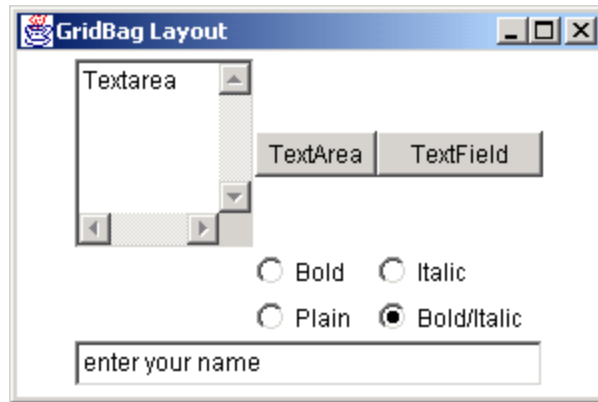 GridBag Layout
Textarea
TextArea TextField
Bold Italic
Plain Bold/Italic
enter your name